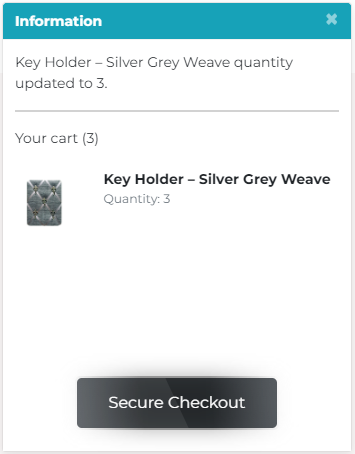 Information
Key Holder – Silver Grey Weave quantity
updated to 3.
Your cart (3)
Key Holder – Silver Grey Weave
Quantity: 3
Secure Checkout